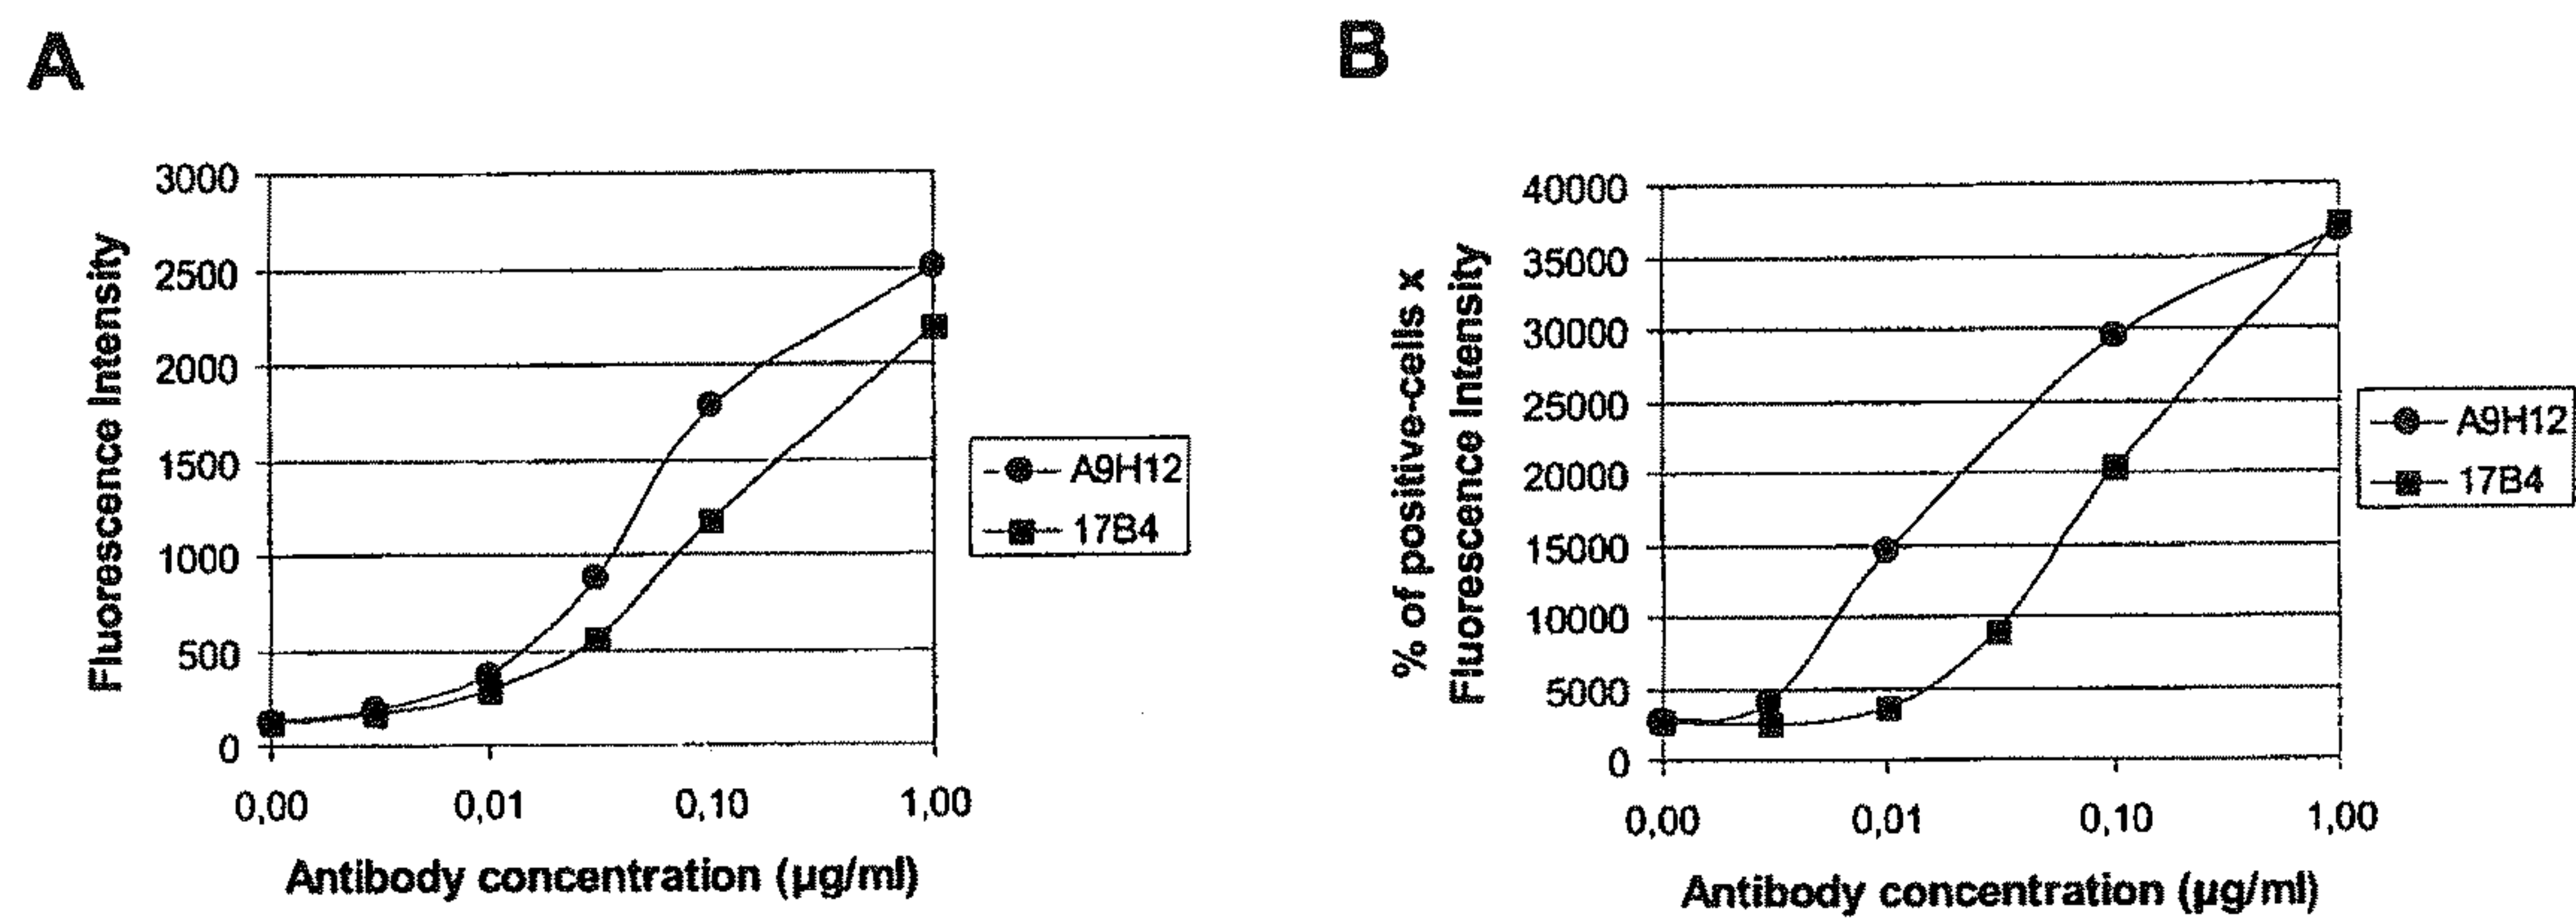 A
B
3000
2500
2000
1500
1000
500
0
Fluorescence Intensity
0,00
0,01
0,10
1,00
Antibody concentration (µg/ml)
A9H12
17B4
40000
35000
30000
25000
20000
15000
10000
5000
0
% of positive-cells x
Fluorescence Intensity
0,00
0,01
0,10
1,00
Antibody concentration (µg/ml)
A9H12
17B4